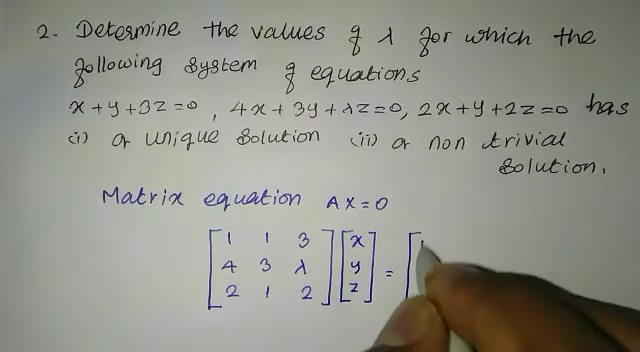 2. Determine the values of λ for which the
following system of equations
x+y+3z=0, 4x+3y+λz=0, 2x+y+2z=0 has
(i) a unique solution (ii) a non trivial
solution.
Matrix equation AX=0
[1 1 3] [x] = [
[4 3 λ] [y]
[2 1 2] [z]